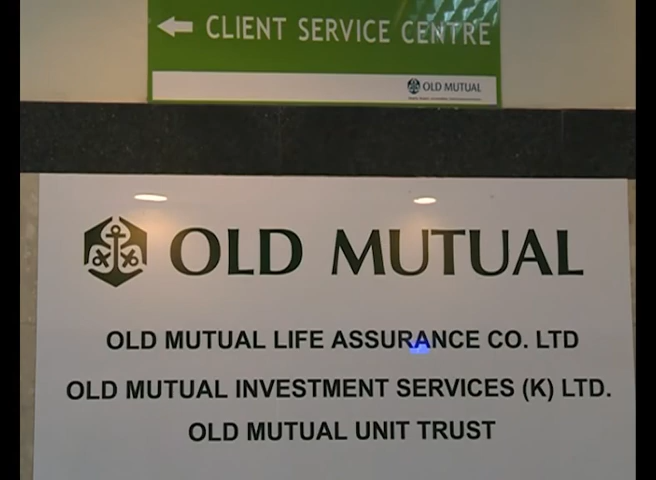 CLIENT SERVICE CENTRE
OLD MUTUAL
OLD MUTUAL
OLD MUTUAL LIFE ASSURANCE CO. LTD
OLD MUTUAL INVESTMENT SERVICES (K) LTD.
OLD MUTUAL UNIT TRUST